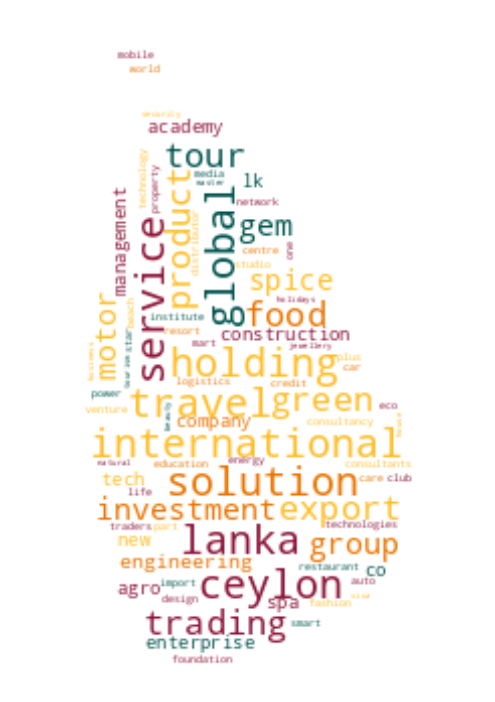 mobile
world
security
academy
tour
technology
property
media
master
lk
management
service
product
distributor
global
network
gem
centre
one
studio
spice
holidays
motor
beach
institute
food
star
resort
construction
mart
jewellery
tourism
business
holding
plus
car
logistics
credit
power
travel
green
eco
venture
beauty
company
consultancy
international
natural
education
energy
consultants
tech
solution
care club
life
investment
export
traders
part
technologies
new
lanka
group
engineering
restaurant
co
agro
import
ceylon
auto
design
spa
fashion
trading
smart
enterprise
foundation